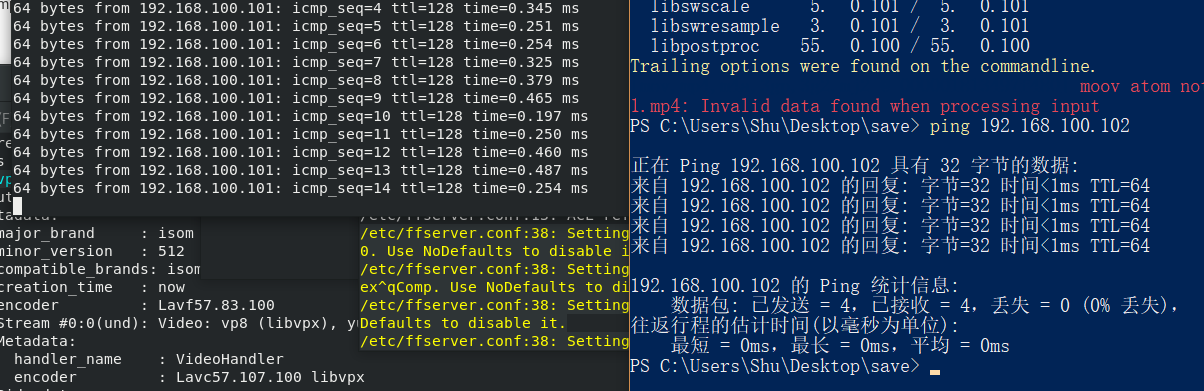 64 bytes from 192.168.100.101: icmp_seq=4 ttl=128 time=0.345 ms
64 bytes from 192.168.100.101: icmp_seq=5 ttl=128 time=0.251 ms
64 bytes from 192.168.100.101: icmp_seq=6 ttl=128 time=0.254 ms
64 bytes from 192.168.100.101: icmp_seq=7 ttl=128 time=0.325 ms
64 bytes from 192.168.100.101: icmp_seq=8 ttl=128 time=0.379 ms
64 bytes from 192.168.100.101: icmp_seq=9 ttl=128 time=0.465 ms
64 bytes from 192.168.100.101: icmp_seq=10 ttl=128 time=0.197 ms
64 bytes from 192.168.100.101: icmp_seq=11 ttl=128 time=0.250 ms
64 bytes from 192.168.100.101: icmp_seq=12 ttl=128 time=0.460 ms
64 bytes from 192.168.100.101: icmp_seq=13 ttl=128 time=0.487 ms
64 bytes from 192.168.100.101: icmp_seq=14 ttl=128 time=0.254 ms
major_brand     : isom
minor_version   : 512
compatible_brands: isom
creation_time   : now
encoder         : Lavf57.83.100
Stream #0:0(und): Video: vp8 (libvpx),
Metadata:
  handler_name    : VideoHandler
  encoder         : Lavc57.107.100 libvpx
/etc/ffserver.conf:38: Setting
0. Use NoDefaults to disable i
/etc/ffserver.conf:38: Setting
ex^qComp. Use NoDefaults to di
/etc/ffserver.conf:38: Setting
Defaults to disable it.
/etc/ffserver.conf:38: Setting
libswscale      5.  0.101 /  5.  0.101
libswresample   3.  0.101 /  3.  0.101
libpostproc    55.  0.100 / 55.  0.100
Trailing options were found on the commandline.
moov atom not
1.mp4: Invalid data found when processing input
PS C:\Users\Shu\Desktop\save> ping 192.168.100.102
正在 Ping 192.168.100.102 具有 32 字节的数据:
来自 192.168.100.102 的回复: 字节=32 时间<1ms TTL=64
来自 192.168.100.102 的回复: 字节=32 时间<1ms TTL=64
来自 192.168.100.102 的回复: 字节=32 时间<1ms TTL=64
来自 192.168.100.102 的回复: 字节=32 时间<1ms TTL=64
192.168.100.102 的 Ping 统计信息:
    数据包: 已发送 = 4，已接收 = 4，丢失 = 0 (0% 丢失)，
往返行程的估计时间(以毫秒为单位):
    最短 = 0ms，最长 = 0ms，平均 = 0ms
PS C:\Users\Shu\Desktop\save>